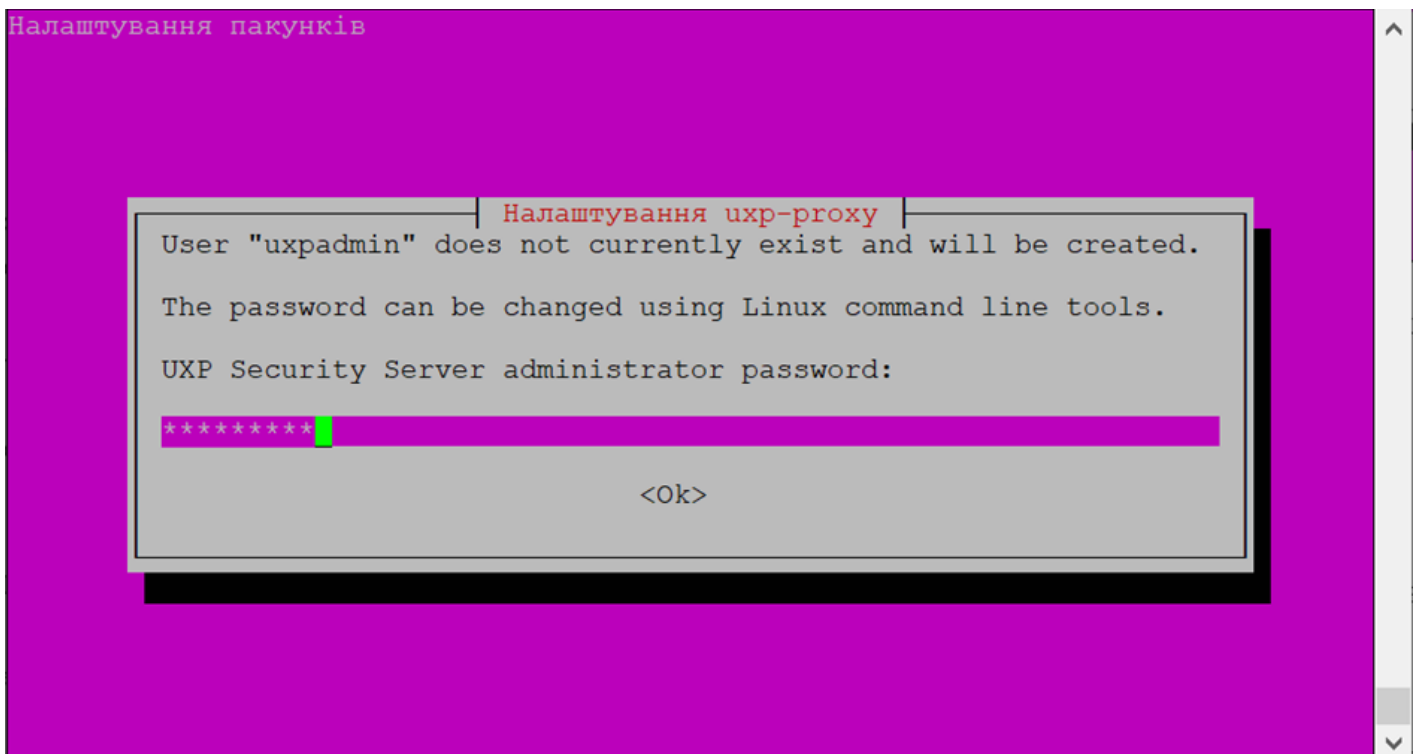 Налаштування пакунків
Налаштування uxp-proxy
User "uxpadmin" does not currently exist and will be created.
The password can be changed using Linux command line tools.
UXP Security Server administrator password:
*********
<Ok>